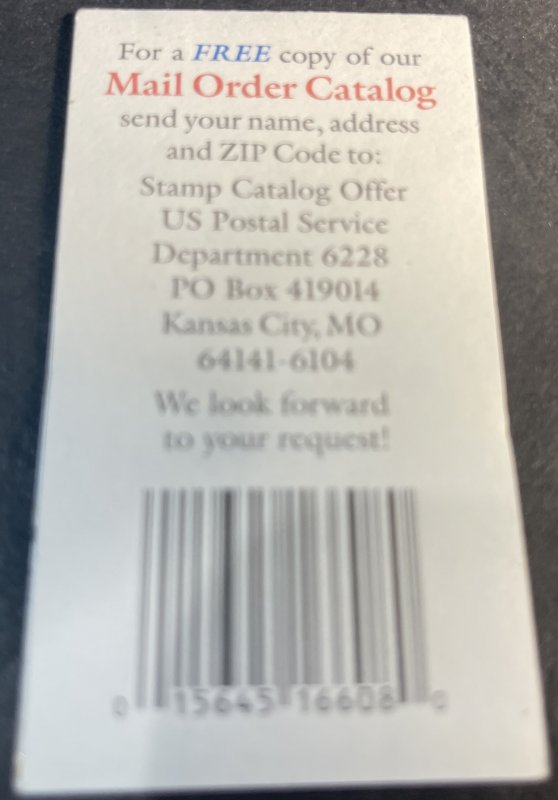 For a FREE copy of our
Mail Order Catalog
send your name, address
and ZIP Code to:
Stamp Catalog Offer
US Postal Service
Department 6228
PO Box 419014
Kansas City, MO
64141-6104
We look forward
to your request!
0 15645 16608 0